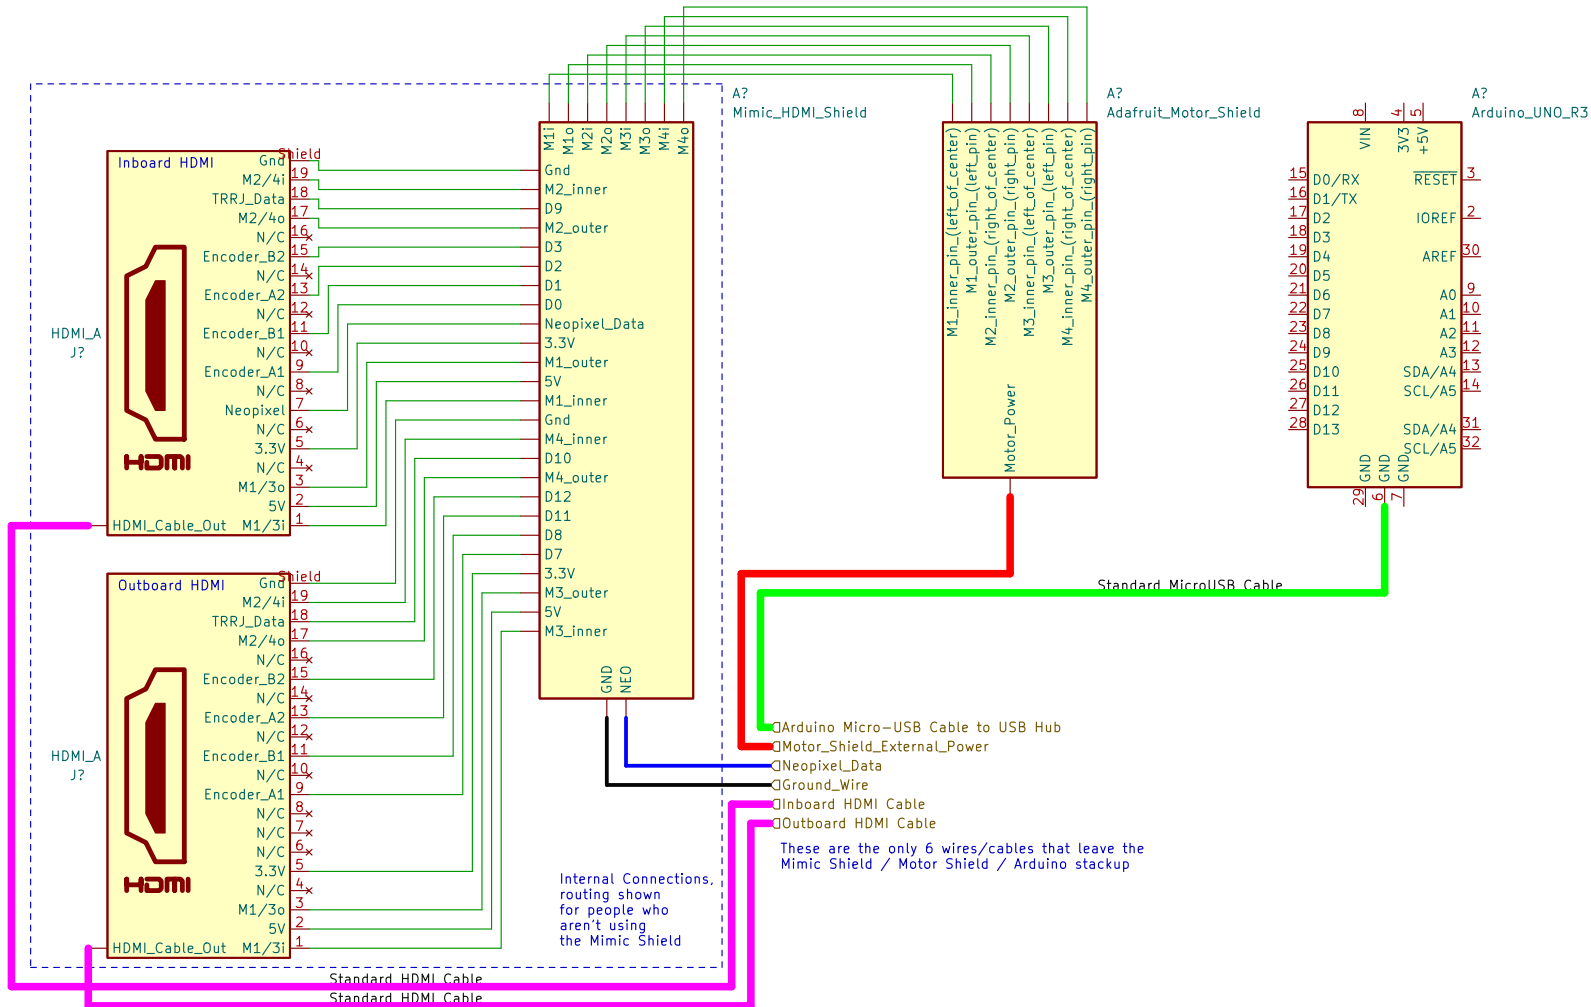 A?
Mimic_HDMI_Shield
A?
Adafruit_Motor_Shield
A?
Arduino_UNO_R3
Inboard HDMI
Shield
Gnd
M2/4i 19
TRRJ_Data 18
M2/4o 17
N/C 16
Encoder_B2 15
N/C 14
Encoder_A2 13
N/C 12
Encoder_B1 11
N/C 10
Encoder_A1 9
N/C 8
Neopixel 7
N/C 6
3.3V 5
N/C 4
M1/3o 3
5V 2
HDMI_Cable_Out M1/3i 1
HDMI
HDMI_A
J?
Outboard HDMI
Shield
Gnd
M2/4i 19
TRRJ_Data 18
M2/4o 17
N/C 16
Encoder_B2 15
N/C 14
Encoder_A2 13
N/C 12
Encoder_B1 11
N/C 10
Encoder_A1 9
N/C 8
N/C 7
N/C 6
3.3V 5
N/C 4
M1/3o 3
5V 2
HDMI_Cable_Out M1/3i 1
HDMI
HDMI_A
J?
M1i
M1o
M2i
M2o
M3i
M3o
M4i
M4o
Gnd
M2_inner
D9
M2_outer
D3
D2
D1
D0
Neopixel_Data
3.3V
M1_outer
5V
M1_inner
Gnd
M4_inner
D10
M4_outer
D12
D11
D8
D7
3.3V
M3_outer
5V
M3_inner
GND
NEO
M1_inner_pin_(left_of_center)
M1_outer_pin_(left_pin)
M2_inner_pin_(right_of_center)
M2_outer_pin_(right_pin)
M3_inner_pin_(left_of_center)
M3_outer_pin_(left_pin)
M4_inner_pin_(right_of_center)
M4_outer_pin_(right_pin)
Motor_Power
8 VIN
4 3V3
5 +5V
15 D0/RX
16 D1/TX
17 D2
18 D3
19 D4
20 D5
21 D6
22 D7
23 D8
24 D9
25 D10
26 D11
27 D12
28 D13
RESET 3
IOREF 2
AREF 30
A0 9
A1 10
A2 11
A3 12
SDA/A4 13
SCL/A5 14
SDA/A4 31
SCL/A5 32
GND 29
GND 6
GND 7
Standard MicroUSB Cable
Arduino Micro-USB Cable to USB Hub
Motor_Shield_External_Power
Neopixel_Data
Ground_Wire
Inboard HDMI Cable
Outboard HDMI Cable
These are the only 6 wires/cables that leave the
Mimic Shield / Motor Shield / Arduino stackup
Internal Connections,
routing shown
for people who
aren't using
the Mimic Shield
Standard HDMI Cable
Standard HDMI Cable